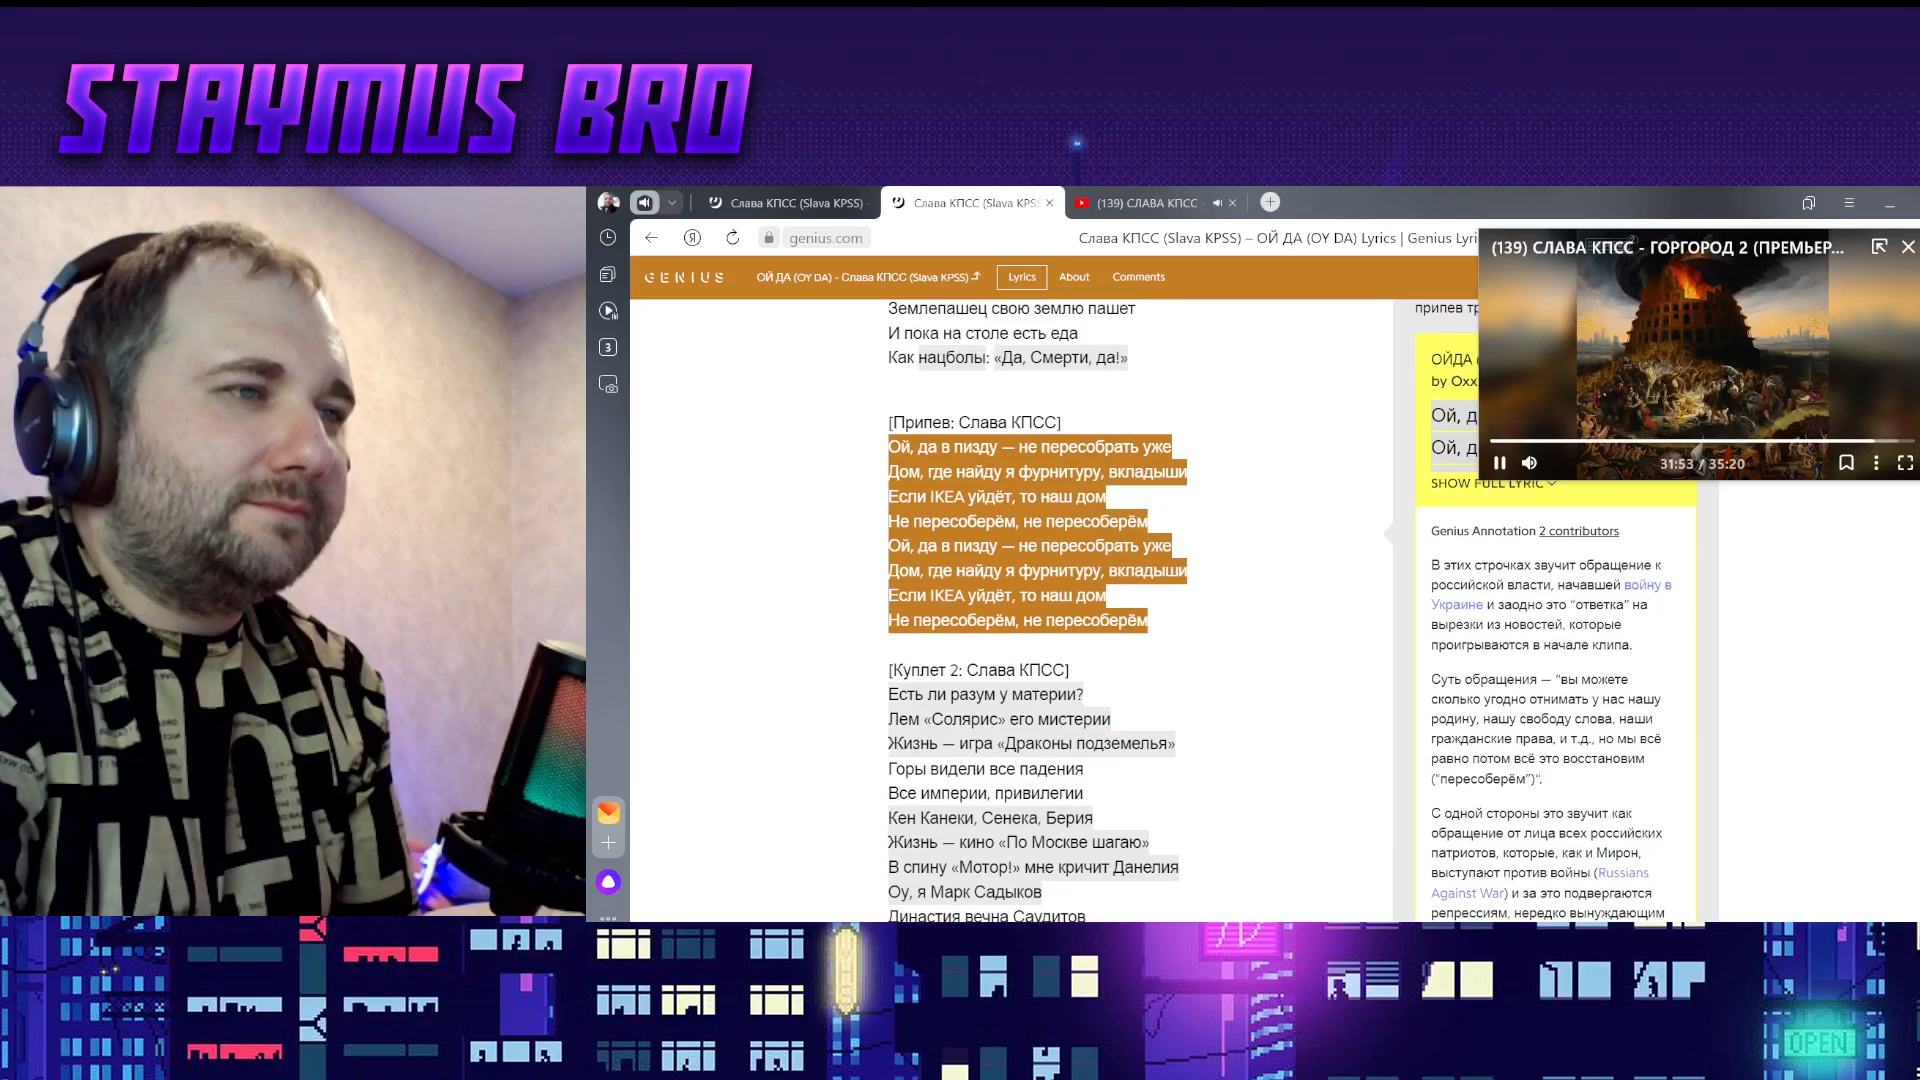 STAYMUS BRO
Слава КПСС (Slava KPSS)
Слава КПСС (Slava KPS
(139) СЛАВА КПСС
genius.com
Слава КПСС (Slava KPSS) – ОЙ ДА (OY DA) Lyrics | Genius Lyri
GENIUS
ОЙ ДА (OY DA) - Слава КПСС (Slava KPSS)
Lyrics
About
Comments
(139) СЛАВА КПСС - ГОРГОРОД 2 (ПРЕМЬЕР...
31:53 / 35:20
3
Землепашец свою землю пашет
И пока на столе есть еда
Как нацболы: «Да, Смерти, да!»
[Припев: Слава КПСС]
Ой, да в пизду — не пересобрать уже
Дом, где найду я фурнитуру, вкладыши
Если IKEA уйдёт, то наш дом
Не пересоберём, не пересоберём
Ой, да в пизду — не пересобрать уже
Дом, где найду я фурнитуру, вкладыши
Если IKEA уйдёт, то наш дом
Не пересоберём, не пересоберём
[Куплет 2: Слава КПСС]
Есть ли разум у материи?
Лем «Солярис» его мистерии
Жизнь — игра «Драконы подземелья»
Горы видели все падения
Все империи, привилегии
Кен Канеки, Сенека, Берия
Жизнь — кино «По Москве шагаю»
В спину «Мотор!» мне кричит Данелия
Оу, я Марк Садыков
Династия вечна Саудитов
припев тр
ОЙДА (
by Oxx
Ой, д
Ой, д
SHOW FULL LYRIC
Genius Annotation 2 contributors
В этих строчках звучит обращение к
российской власти, начавшей войну в
Украине и заодно это “ответка” на
вырезки из новостей, которые
проигрываются в начале клипа.
Суть обращения — “вы можете
сколько угодно отнимать у нас нашу
родину, нашу свободу слова, наши
гражданские права, и т.д., но мы всё
равно потом всё это восстановим
("пересоберём")“.
С одной стороны это звучит как
обращение от лица всех российских
патриотов, которые, как и Мирон,
выступают против войны (Russians
Against War) и за это подвергаются
репрессиям, нередко вынуждающим
OPEN